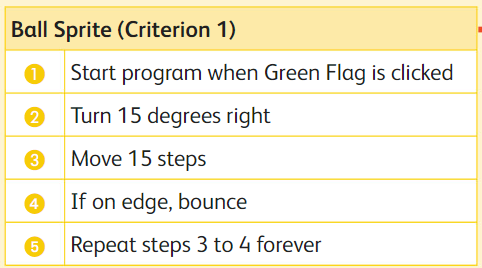 Ball Sprite (Criterion 1)
1 Start program when Green Flag is clicked
2 Turn 15 degrees right
3 Move 15 steps
4 If on edge, bounce
5 Repeat steps 3 to 4 forever